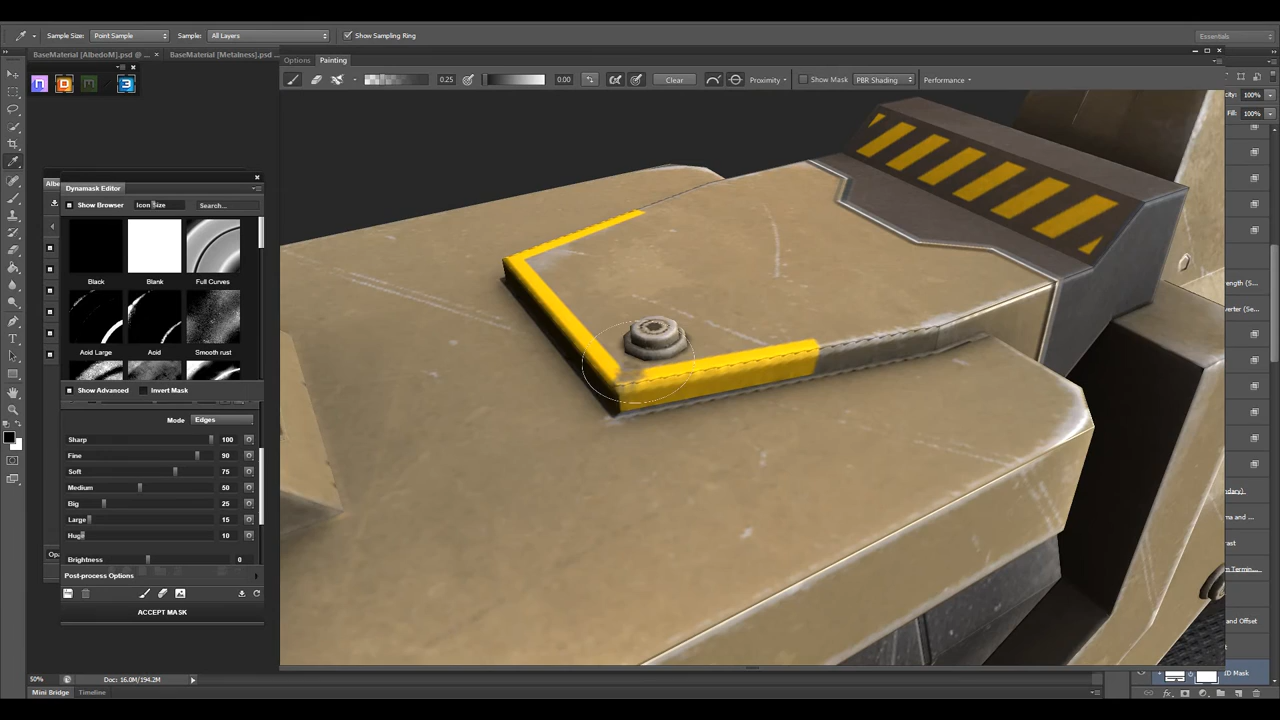 Sample Size: Point Sample Sample: All Layers Show Sampling Ring Essentials
BaseMaterial [AlbedoM].psd @ ... × BaseMaterial [Metalness].psd ...
Options Painting
0.25 0.00 Clear Proximity Show Mask PBR Shading Performance
100%
Fill: 100%
Dynamask Editor
Show Browser Icon Size Search...
Black Blank Full Curves
Acid Large Acid Smooth rust
Show Advanced Invert Mask
Mode Edges
Sharp 100
Fine 90
Soft 75
Medium 50
Big 25
Large 15
Huge 10
Brightness 0
Post-process Options
ACCEPT MASK
and Offset
D Mask
50% Doc: 16.0M/194.2M
Mini Bridge Timeline